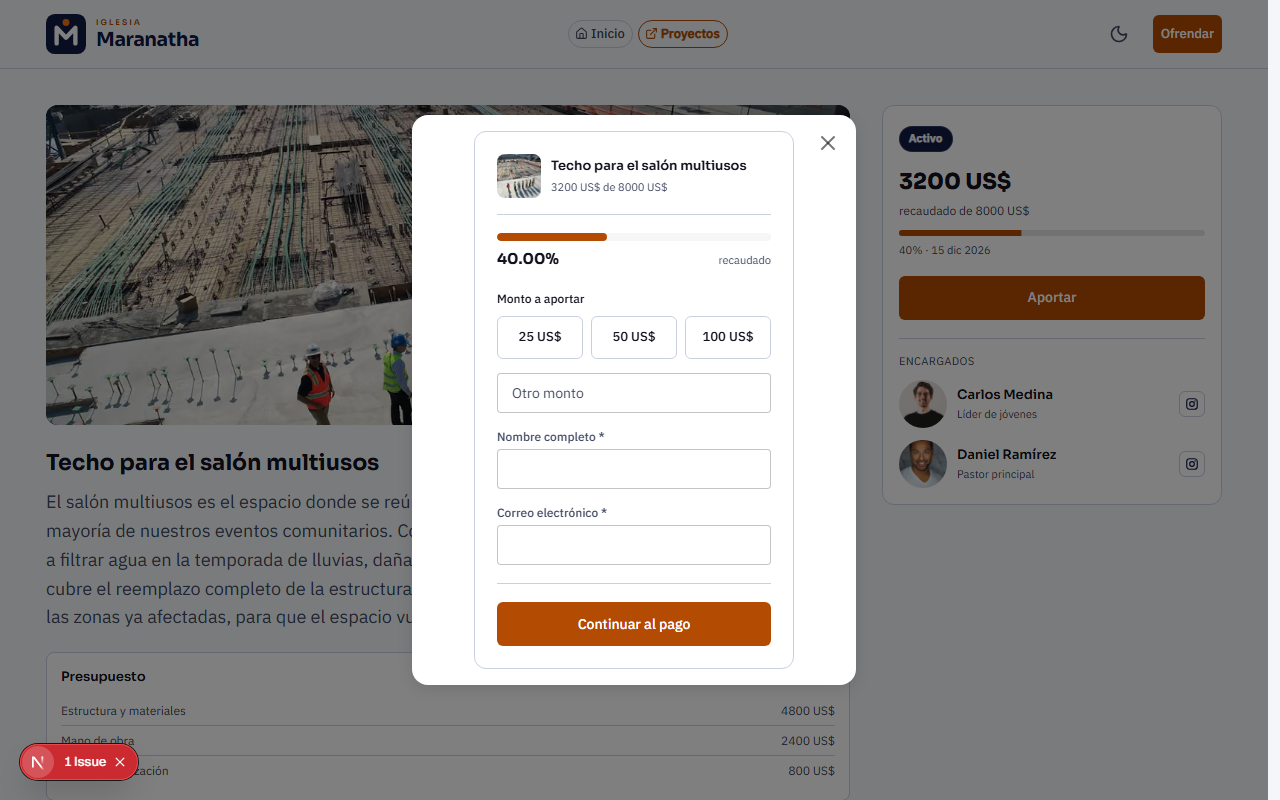 IGLESIA
Maranatha
Inicio
Proyectos
Ofrendar
Techo para el salón multiusos
3200 US$ de 8000 US$
40.00%
recaudado
Monto a aportar
25 US$
50 US$
100 US$
Otro monto
Nombre completo *
Correo electrónico *
Continuar al pago
Activo
3200 US$
recaudado de 8000 US$
40% · 15 dic 2026
Aportar
ENCARGADOS
Carlos Medina
Líder de jóvenes
Daniel Ramírez
Pastor principal
Techo para el salón multiusos
El salón multiusos es el espacio donde se
mayoría de nuestros eventos comunitarios.
a filtrar agua en la temporada de lluvias,
cubre el reemplazo completo de la estructura
las zonas ya afectadas, para que el espacio
Presupuesto
Estructura y materiales
4800 US$
Mano de obra
2400 US$
800 US$
1 Issue